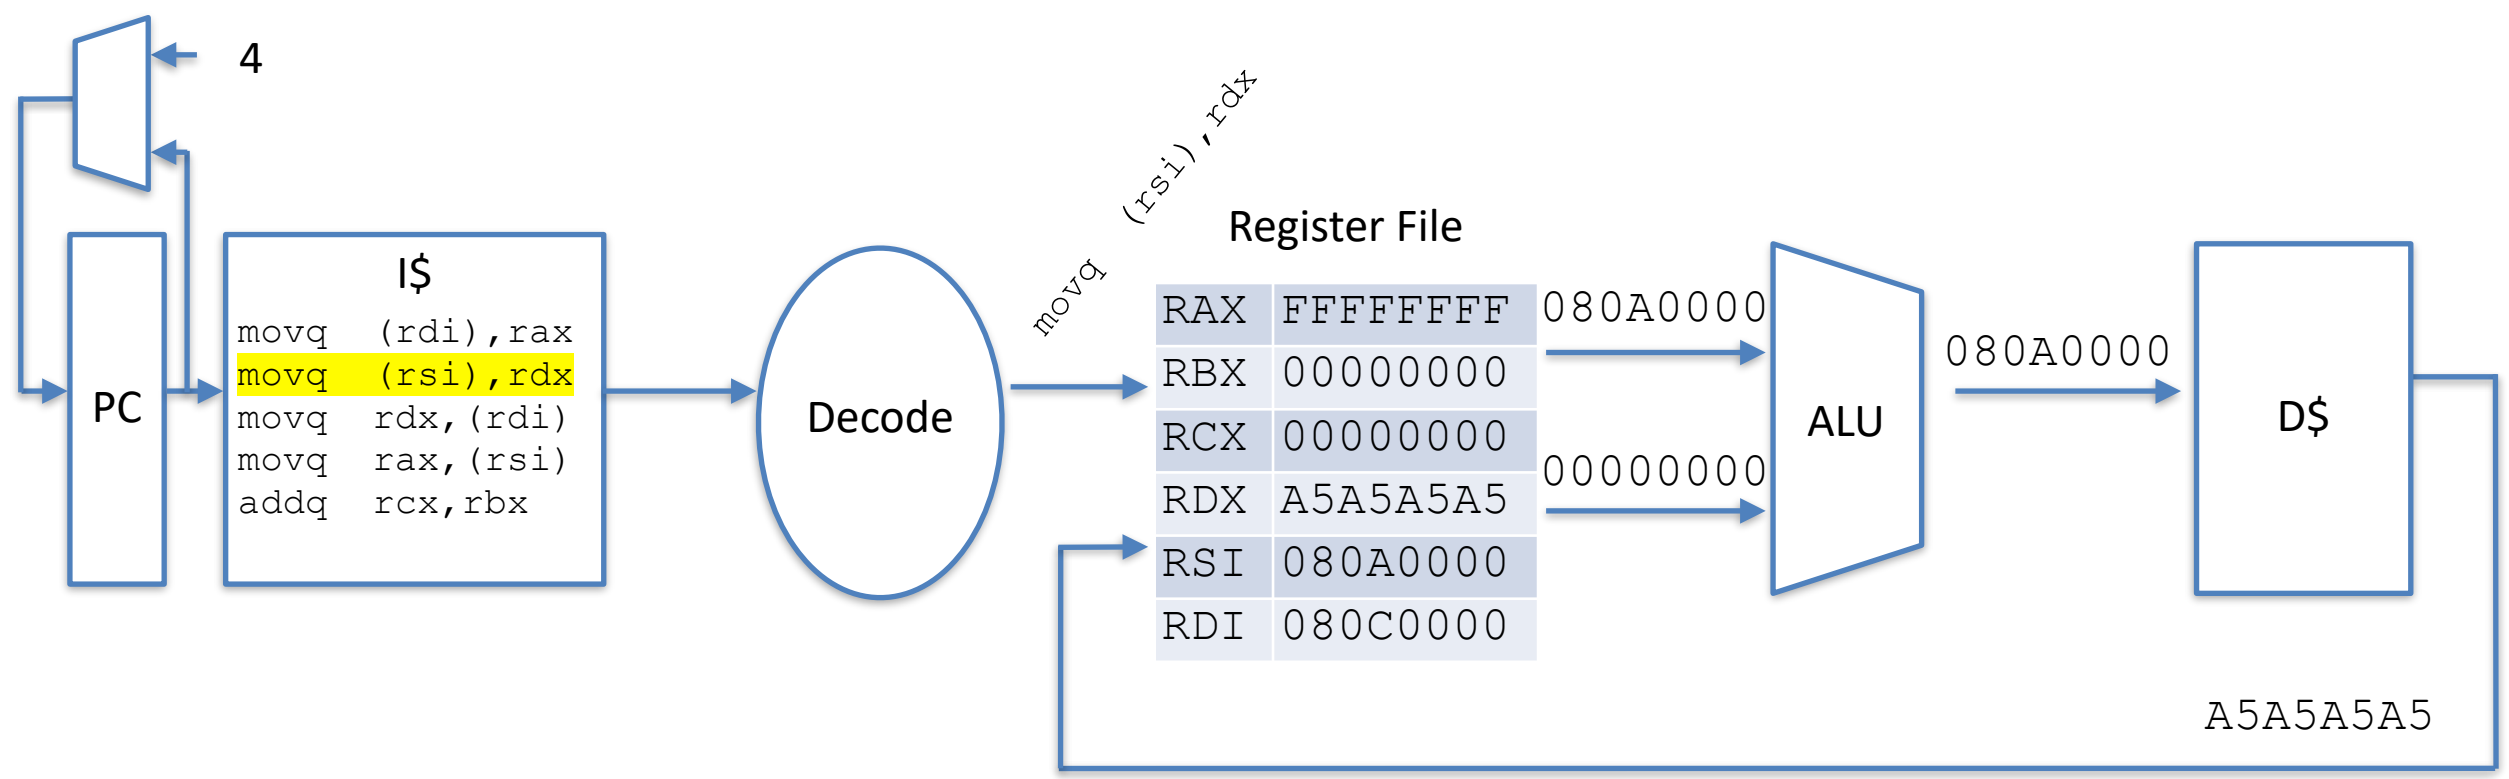 4
movq (rsi),rdx
Register File
I$
movq (rdi),rax
movq (rsi),rdx
movq rdx,(rdi)
movq rax,(rsi)
addq rcx,rbx
PC
Decode
RAX FFFFFFFF
RBX 00000000
RCX 00000000
RDX A5A5A5A5
RSI 080A0000
RDI 080C0000
080A0000
00000000
ALU
080A0000
D$
A5A5A5A5